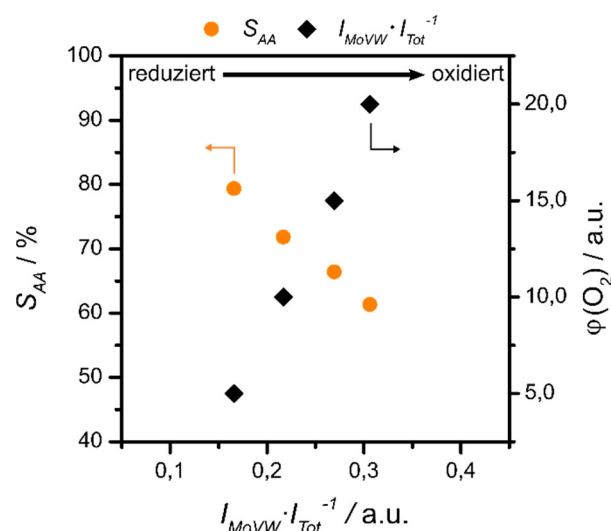 S_AA I_MoVW·I_Tot^-1
reduziert oxidiert
100
90
80
70
60
50
40
S_AA / %
20,0
15,0
10,0
5,0
φ(O₂) / a.u.
0,1 0,2 0,3 0,4
I_MoVW·I_Tot^-1 / a.u.